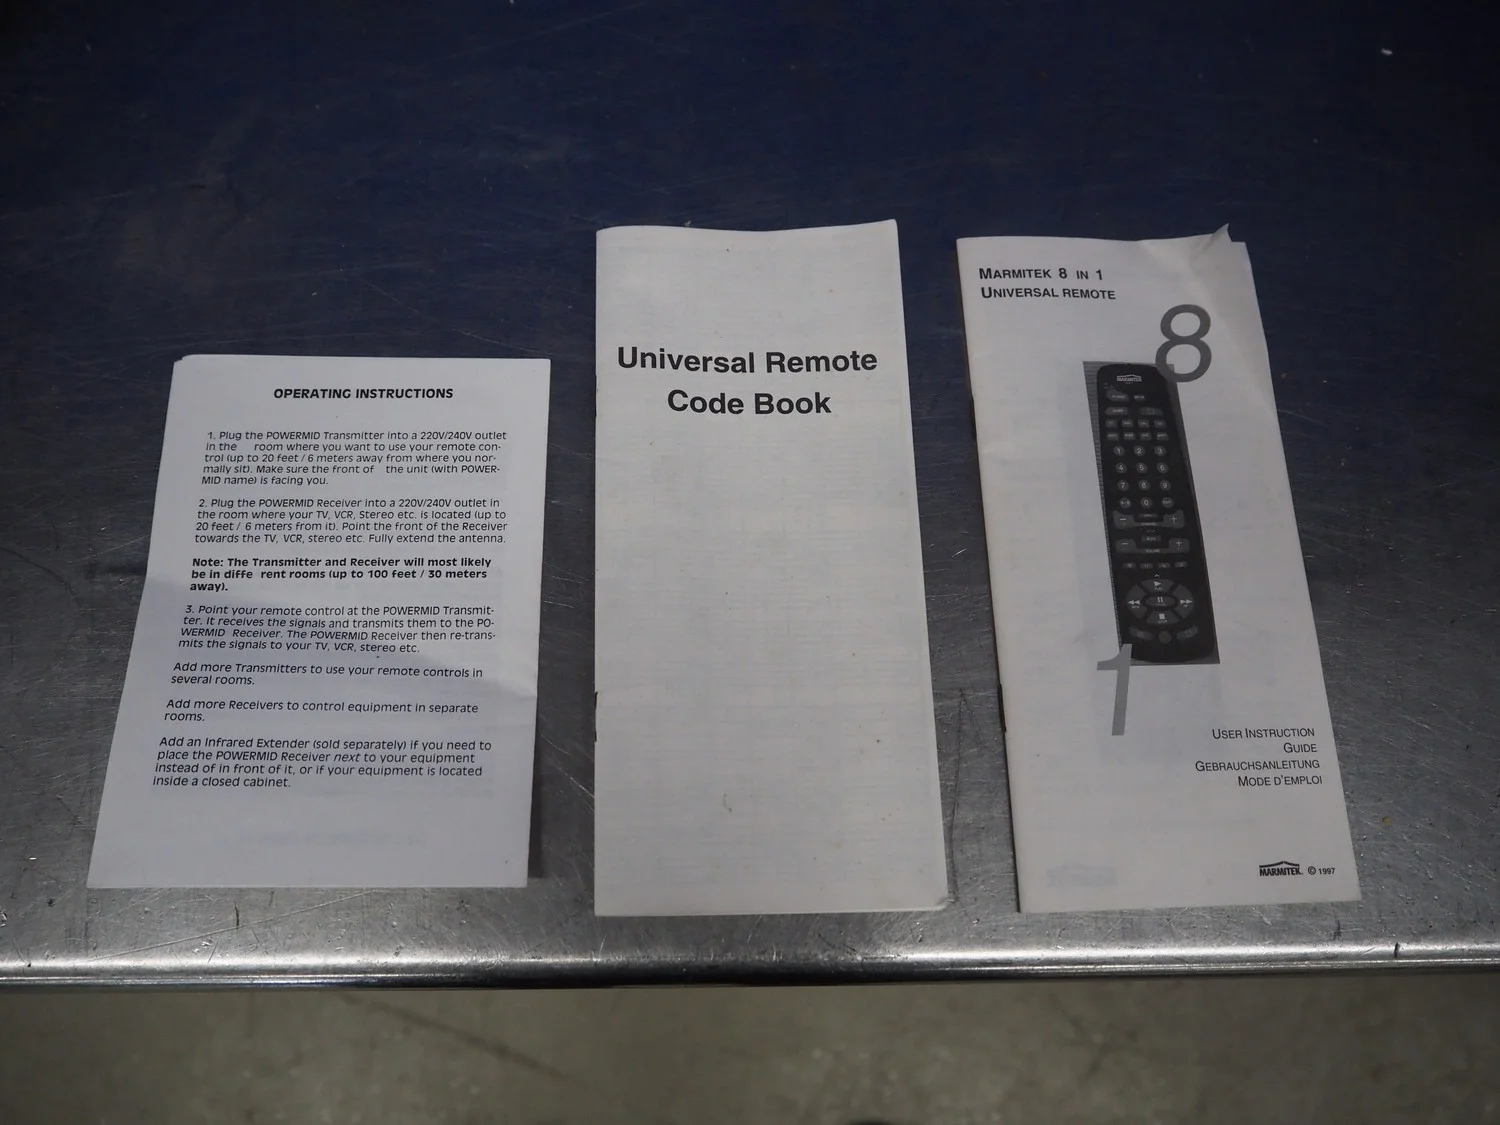 OPERATING INSTRUCTIONS
1. Plug the POWERMID Transmitter into a 220V/240V outlet
in the room where you want to use your remote con-
trol (up to 20 feet / 6 meters away from where you nor-
mally sit). Make sure the front of the unit (with POWER-
MID name) is facing you.
2. Plug the POWERMID Receiver into a 220V/240V outlet in
the room where your TV, VCR, Stereo etc. is located (up to
20 feet / 6 meters from it). Point the front of the Receiver
towards the TV, VCR, stereo etc. Fully extend the antenna.
Note: The Transmitter and Receiver will most likely
be in diffe rent rooms (up to 100 feet / 30 meters
away).
3. Point your remote control at the POWERMID Transmit-
ter. It receives the signals and transmits them to the PO-
WERMID Receiver. The POWERMID Receiver then re-trans-
mits the signals to your TV, VCR, stereo etc.
Add more Transmitters to use your remote controls in
several rooms.
Add more Receivers to control equipment in separate
rooms.
Add an Infrared Extender (sold separately) if you need to
place the POWERMID Receiver next to your equipment
instead of in front of it, or if your equipment is located
inside a closed cabinet.
Universal Remote
Code Book
MARMITEK 8 IN 1
UNIVERSAL REMOTE
8
MARMITEK
1 2 3
4 5 6
7 8 9
0
1
USER INSTRUCTION
GUIDE
GEBRAUCHSANLEITUNG
MODE D'EMPLOI
MARMITEK. © 1997